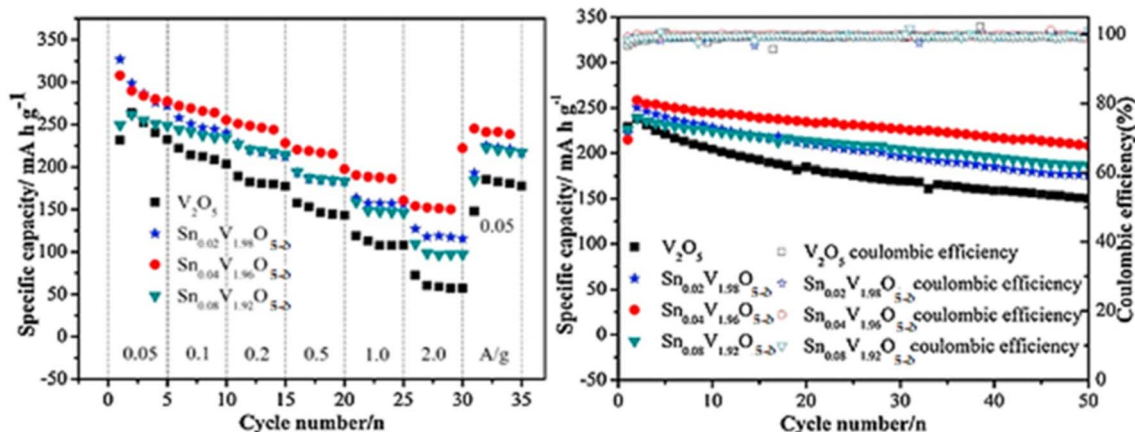 350
300
250
200
150
100
50
0
-50
Specific capacity/ mA h g-1
V2O5
Sn0.02V1.98O5-δ
Sn0.04V1.96O5-δ
Sn0.08V1.92O5-δ
0.05
0.05 0.1 0.2 0.5 1.0 2.0 A/g
0 5 10 15 20 25 30 35
Cycle number/n
350
300
250
200
150
100
50
0
-50
Specific capacity/ mA h g-1
V2O5 V2O5 coulombic efficiency
Sn0.02V1.98O5-δ Sn0.02V1.98O5-δ coulombic efficiency
Sn0.04V1.96O5-δ Sn0.04V1.96O5-δ coulombic efficiency
Sn0.08V1.92O5-δ Sn0.08V1.92O5-δ coulombic efficiency
0 10 20 30 40 50
Cycle number/n
100
80
60
40
20
0
Coulombic efficiency(%)